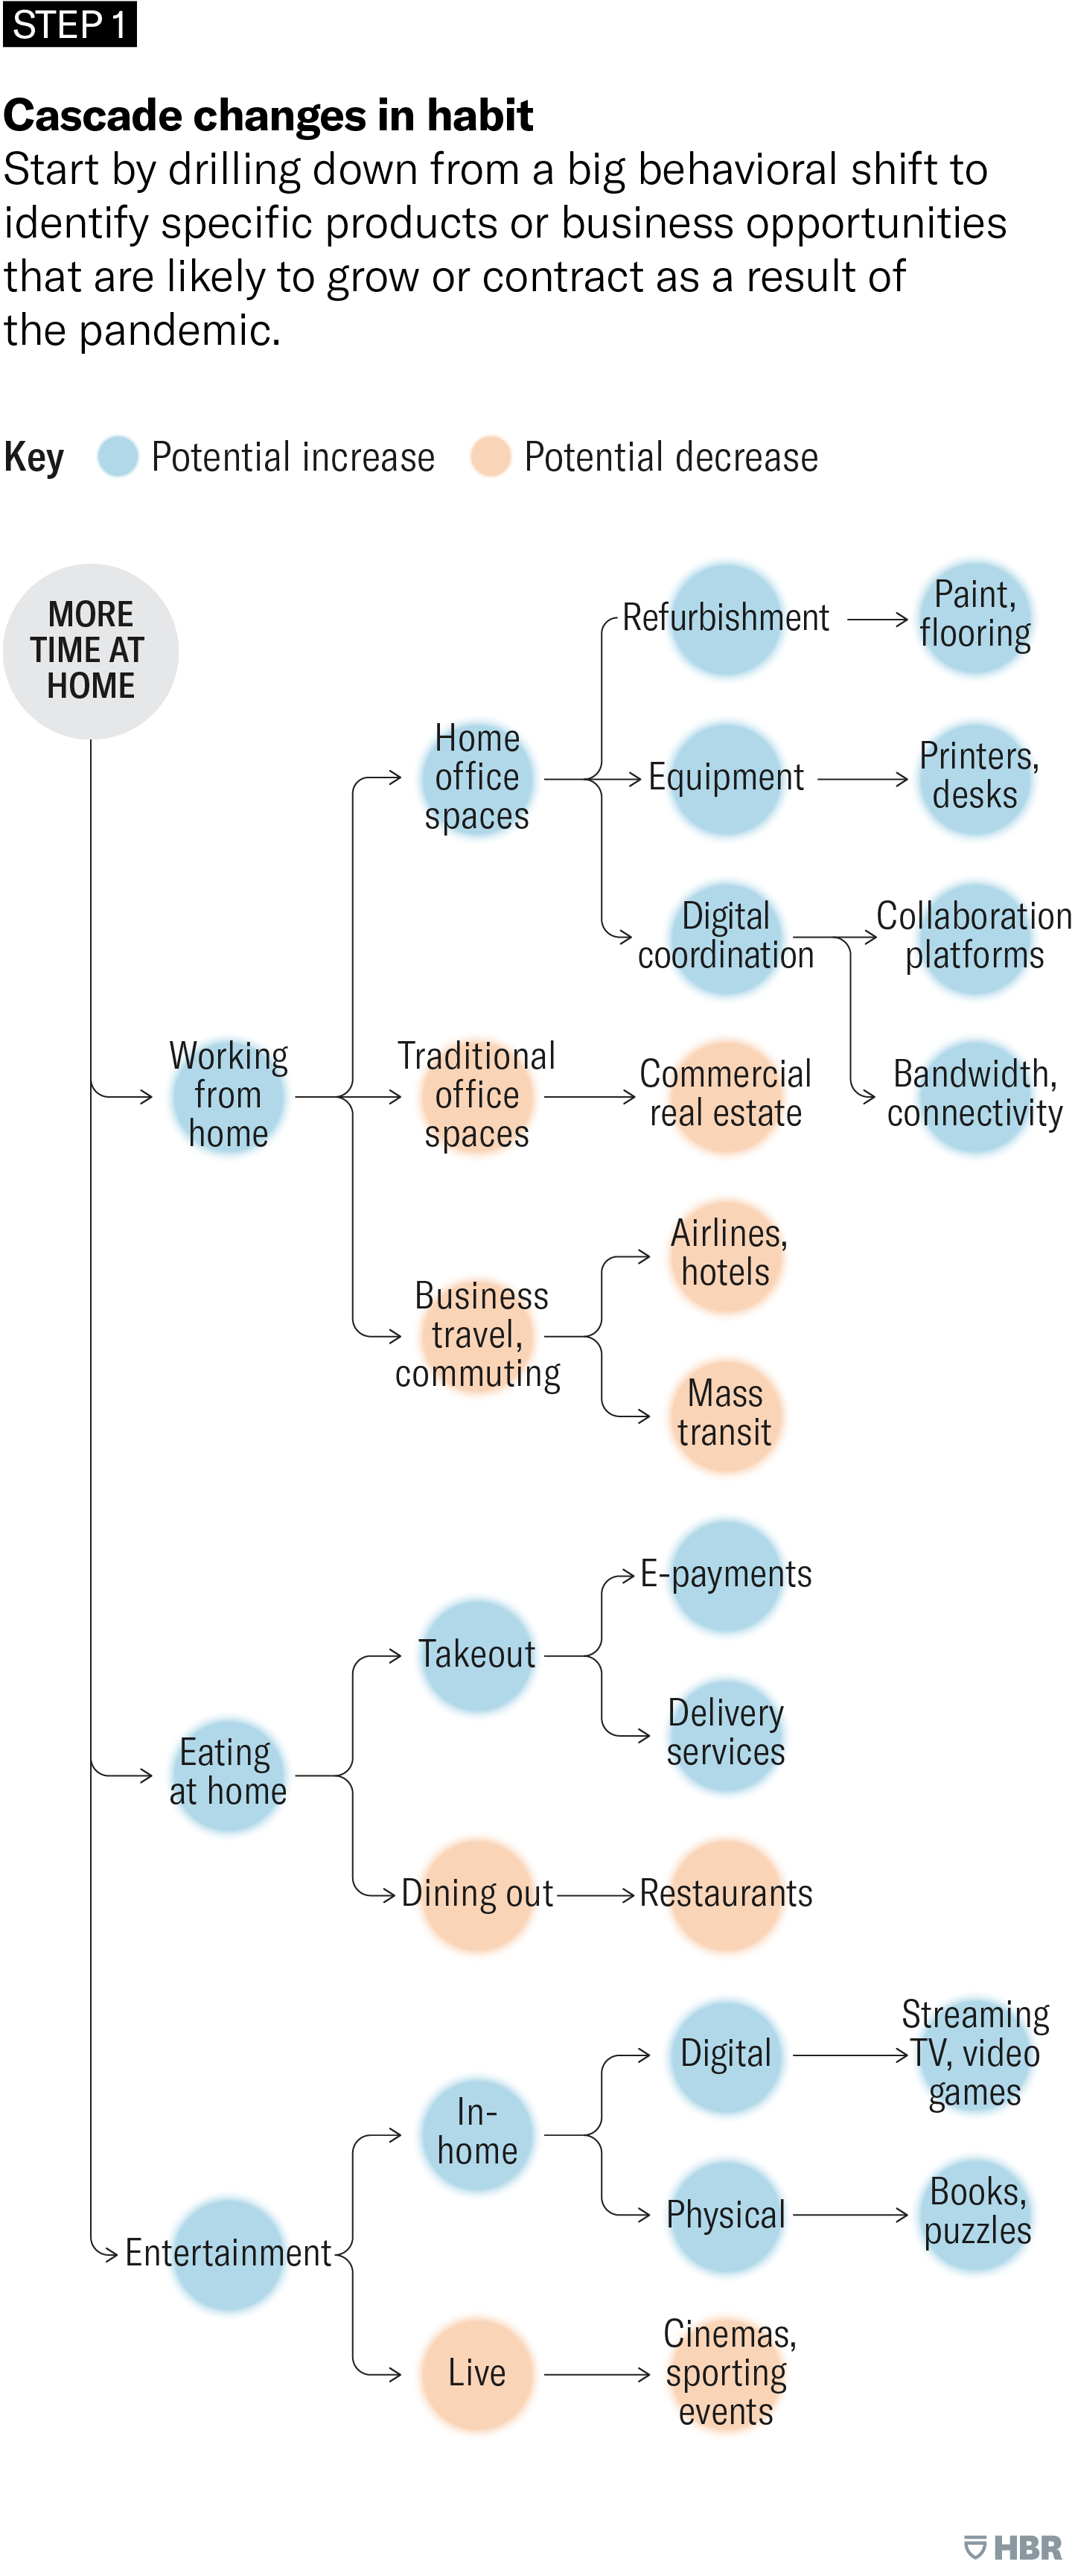 STEP 1
Cascade changes in habit
Start by drilling down from a big behavioral shift to
identify specific products or business opportunities
that are likely to grow or contract as a result of
the pandemic.
Key Potential increase Potential decrease
MORE
TIME AT
HOME
Working
from
home
Home
office
spaces
Refurbishment
Paint,
flooring
Equipment
Printers,
desks
Digital
coordination
Collaboration
platforms
Bandwidth,
connectivity
Traditional
office
spaces
Commercial
real estate
Business
travel,
commuting
Airlines,
hotels
Mass
transit
Eating
at home
Takeout
E-payments
Delivery
services
Dining out
Restaurants
Entertainment
In-
home
Digital
Streaming
TV, video
games
Physical
Books,
puzzles
Live
Cinemas,
sporting
events
HBR